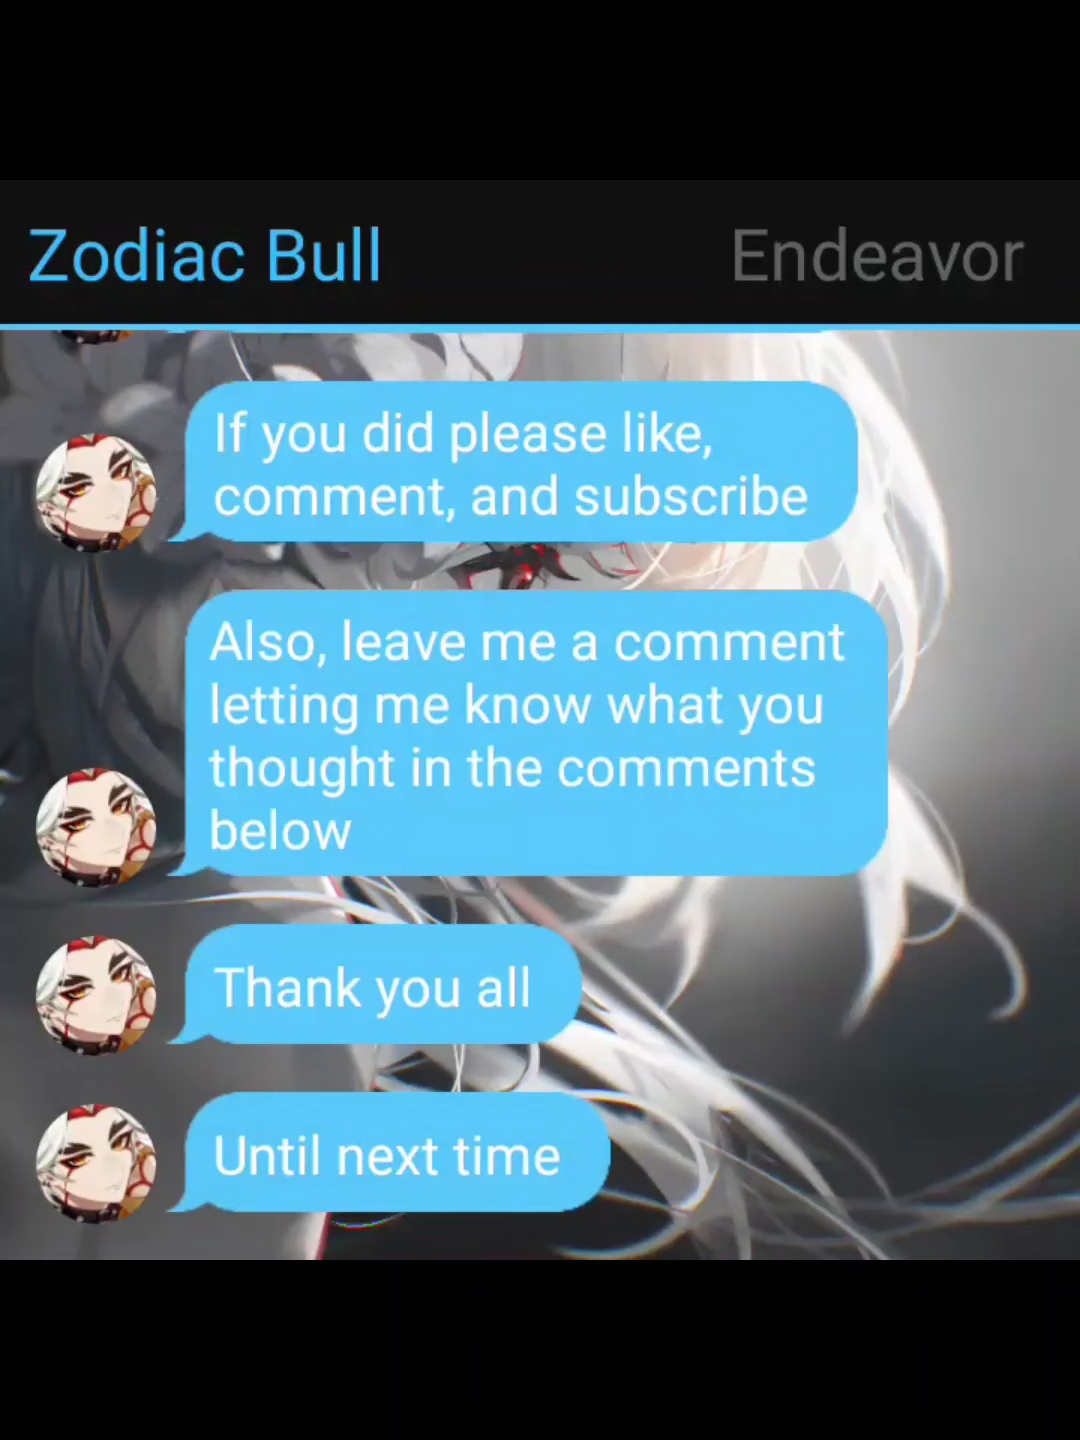 Zodiac Bull
Endeavor
If you did please like,
comment, and subscribe
Also, leave me a comment
letting me know what you
thought in the comments
below
Thank you all
Until next time